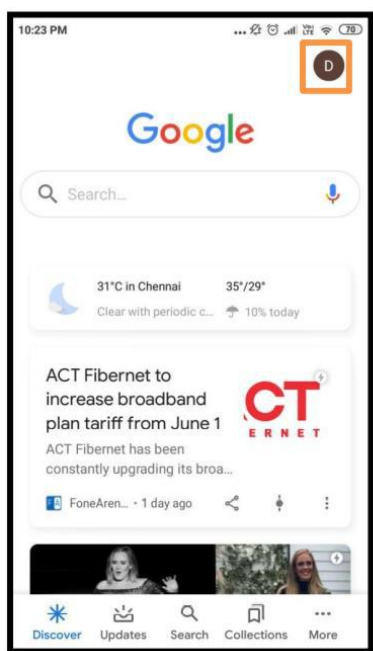 10:23 PM
... Vo) LTE 70
D
Google
Search...
31°C in Chennai 35°/29°
Clear with periodic c... 10% today
ACT Fibernet to
increase broadband
plan tariff from June 1
CT
ERNET
ACT Fibernet has been
constantly upgrading its broa...
FoneAren... • 1 day ago
Discover Updates Search Collections More